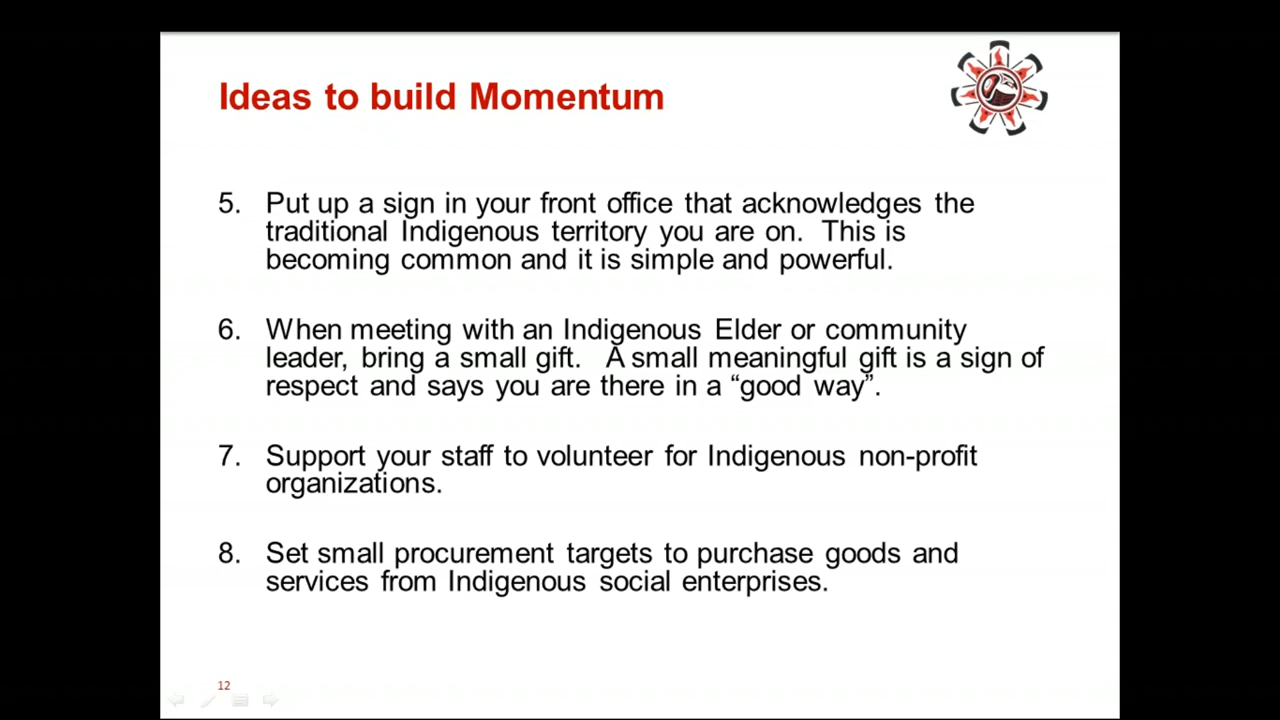 Ideas to build Momentum
5. Put up a sign in your front office that acknowledges the
traditional Indigenous territory you are on. This is
becoming common and it is simple and powerful.
6. When meeting with an Indigenous Elder or community
leader, bring a small gift. A small meaningful gift is a sign of
respect and says you are there in a “good way”.
7. Support your staff to volunteer for Indigenous non-profit
organizations.
8. Set small procurement targets to purchase goods and
services from Indigenous social enterprises.
12